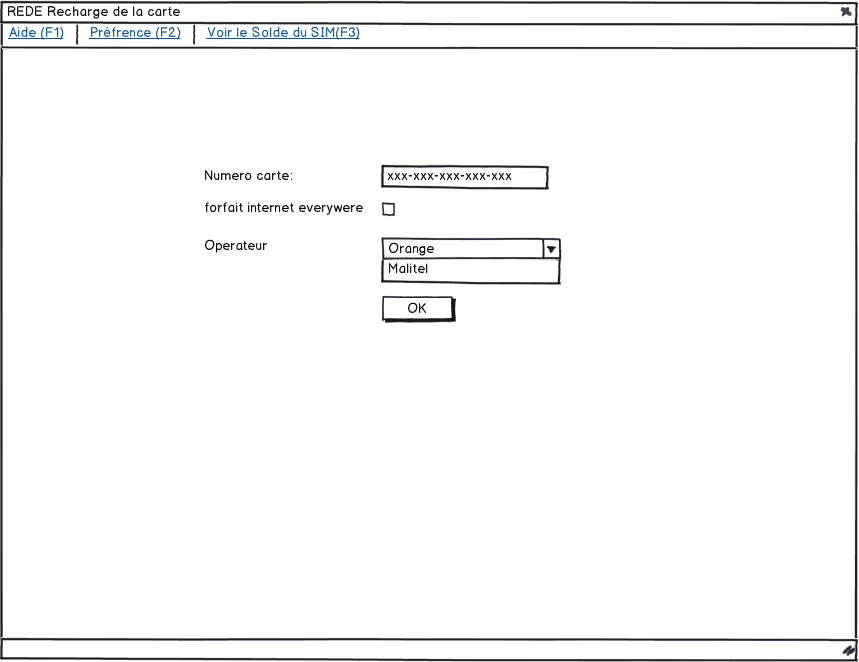 REDE Recharge de la carte
Aide (F1) Préfrence (F2) Voir le Solde du SIM(F3)
Numero carte: xxx-xxx-xxx-xxx-xxx
forfait internet everywere
Operateur Orange
Malitel
OK